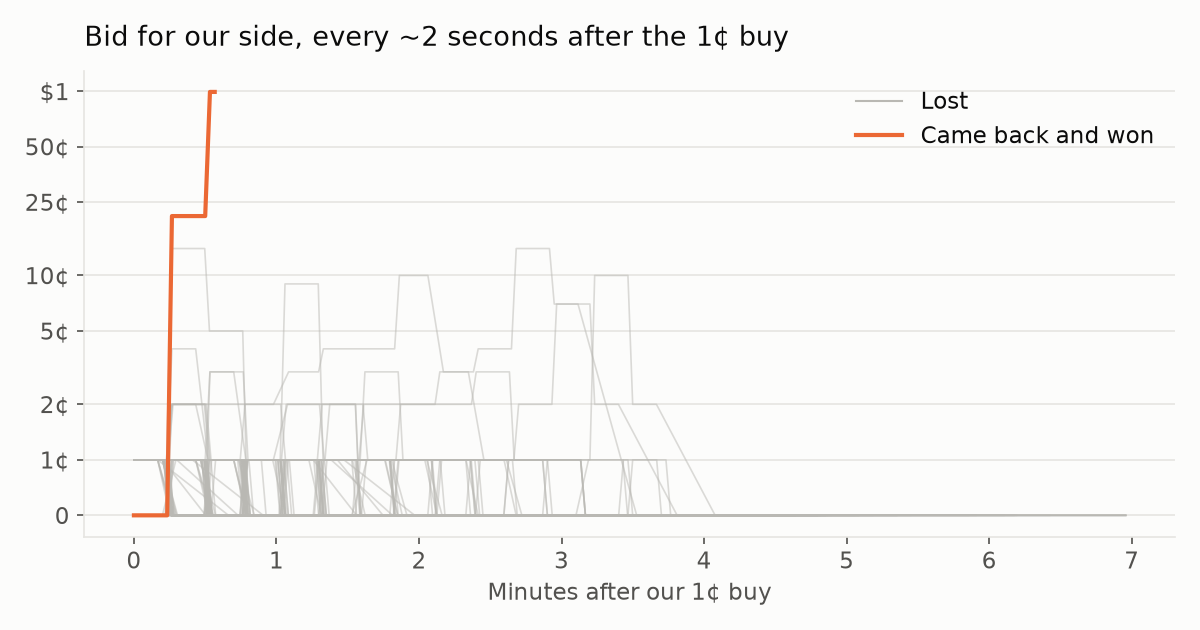 Bid for our side, every ~2 seconds after the 1¢ buy
$1
50¢
25¢
10¢
5¢
2¢
1¢
0
Lost
Came back and won
0 1 2 3 4 5 6 7
Minutes after our 1¢ buy